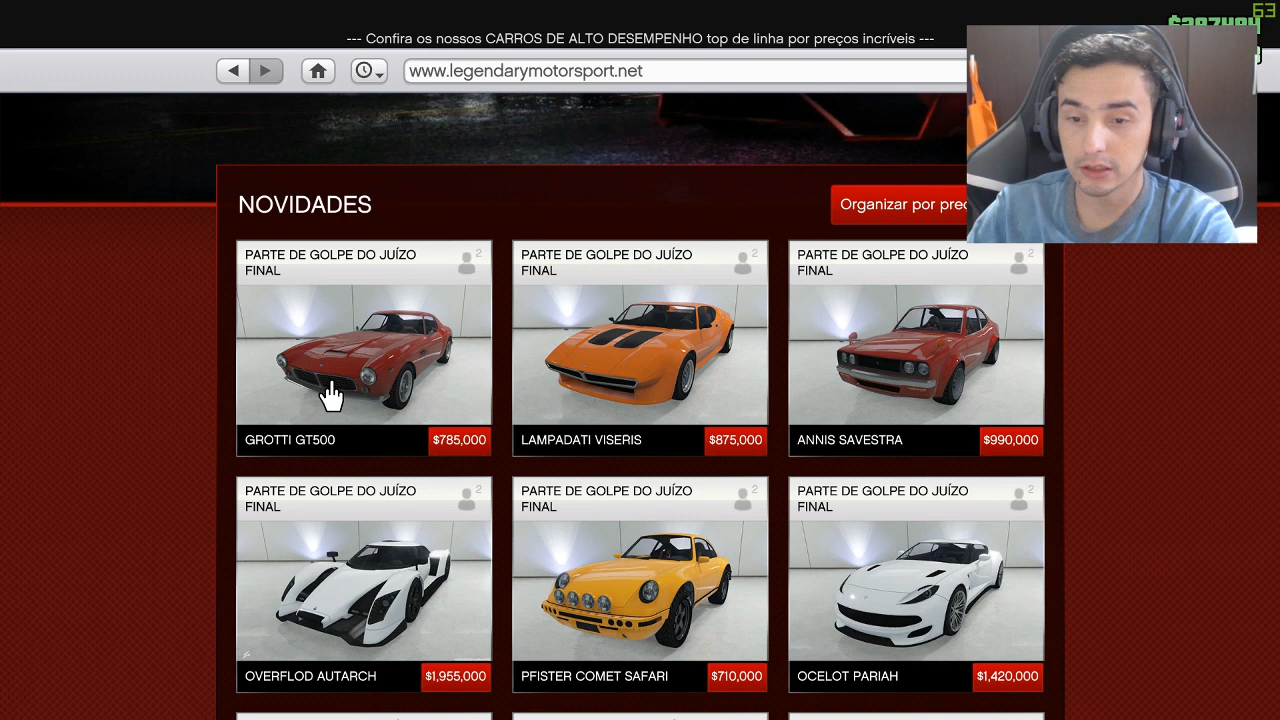 63
--- Confira os nossos CARROS DE ALTO DESEMPENHO top de linha por preços incríveis ---
www.legendarymotorsport.net
NOVIDADES
Organizar por
PARTE DE GOLPE DO JUÍZO
FINAL
2
GROTTI GT500
$785,000
PARTE DE GOLPE DO JUÍZO
FINAL
2
LAMPADATI VISERIS
$875,000
PARTE DE GOLPE DO JUÍZO
FINAL
2
ANNIS SAVESTRA
$990,000
PARTE DE GOLPE DO JUÍZO
FINAL
2
OVERFLOD AUTARCH
$1,955,000
PARTE DE GOLPE DO JUÍZO
FINAL
2
PFISTER COMET SAFARI
$710,000
PARTE DE GOLPE DO JUÍZO
FINAL
2
OCELOT PARIAH
$1,420,000